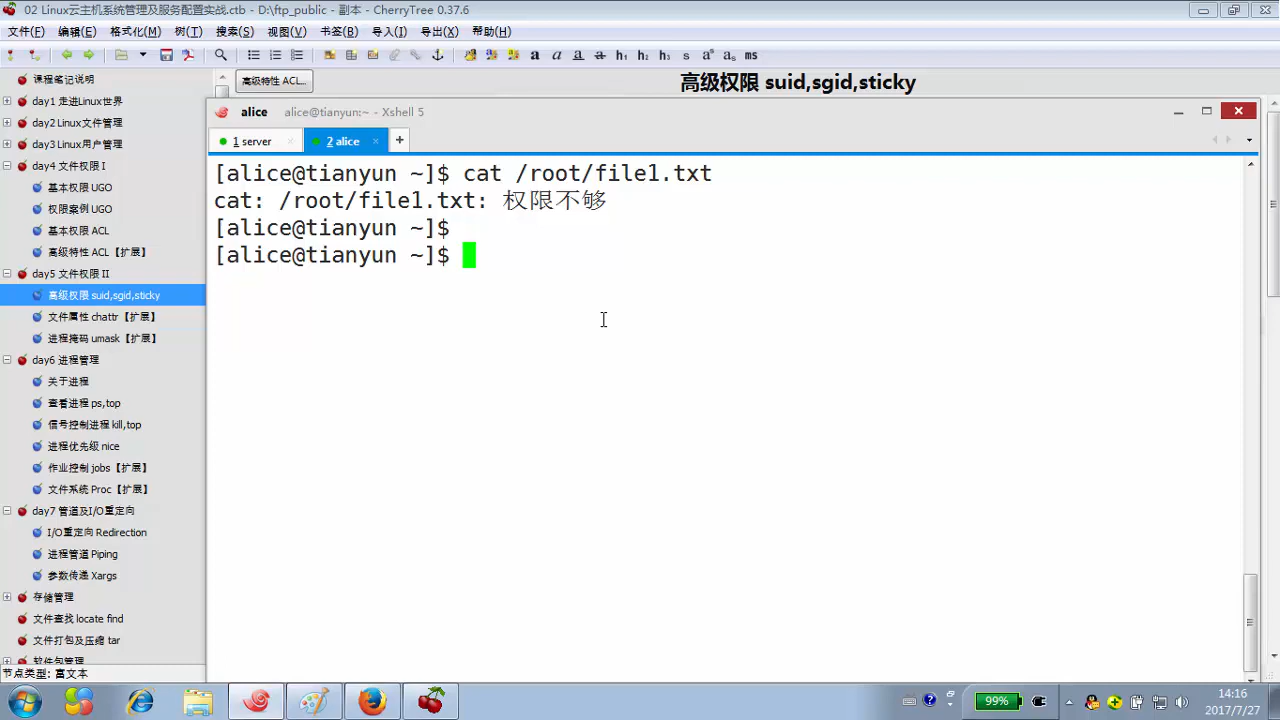 02 Linux云主机系统管理及服务配置实战.ctb - D:\ftp_public - 副本 - CherryTree 0.37.6
文件(F) 编辑(E) 格式化(M) 树(T) 搜索(S) 视图(V) 书签(B) 导入(I) 导出(X) 帮助(H)
a a a a a h1 h2 h3 s aˢ aₛ ms
高级特性 ACL...
高级权限 suid,sgid,sticky
课程笔记说明
day1 走进Linux世界
day2 Linux文件管理
day3 Linux用户管理
day4 文件权限 I
基本权限 UGO
权限案例 UGO
基本权限 ACL
高级特性 ACL【扩展】
day5 文件权限 II
高级权限 suid,sgid,sticky
文件属性 chattr【扩展】
进程掩码 umask【扩展】
day6 进程管理
关于进程
查看进程 ps,top
信号控制进程 kill,top
进程优先级 nice
作业控制 jobs【扩展】
文件系统 Proc【扩展】
day7 管道及I/O重定向
I/O重定向 Redirection
进程管道 Piping
参数传递 Xargs
存储管理
文件查找 locate find
文件打包及压缩 tar
软件包管理
节点类型: 富文本
alice alice@tianyun:~ - Xshell 5
1 server
2 alice
[alice@tianyun ~]$ cat /root/file1.txt
cat: /root/file1.txt: 权限不够
[alice@tianyun ~]$
[alice@tianyun ~]$
99%
14:16
2017/7/27